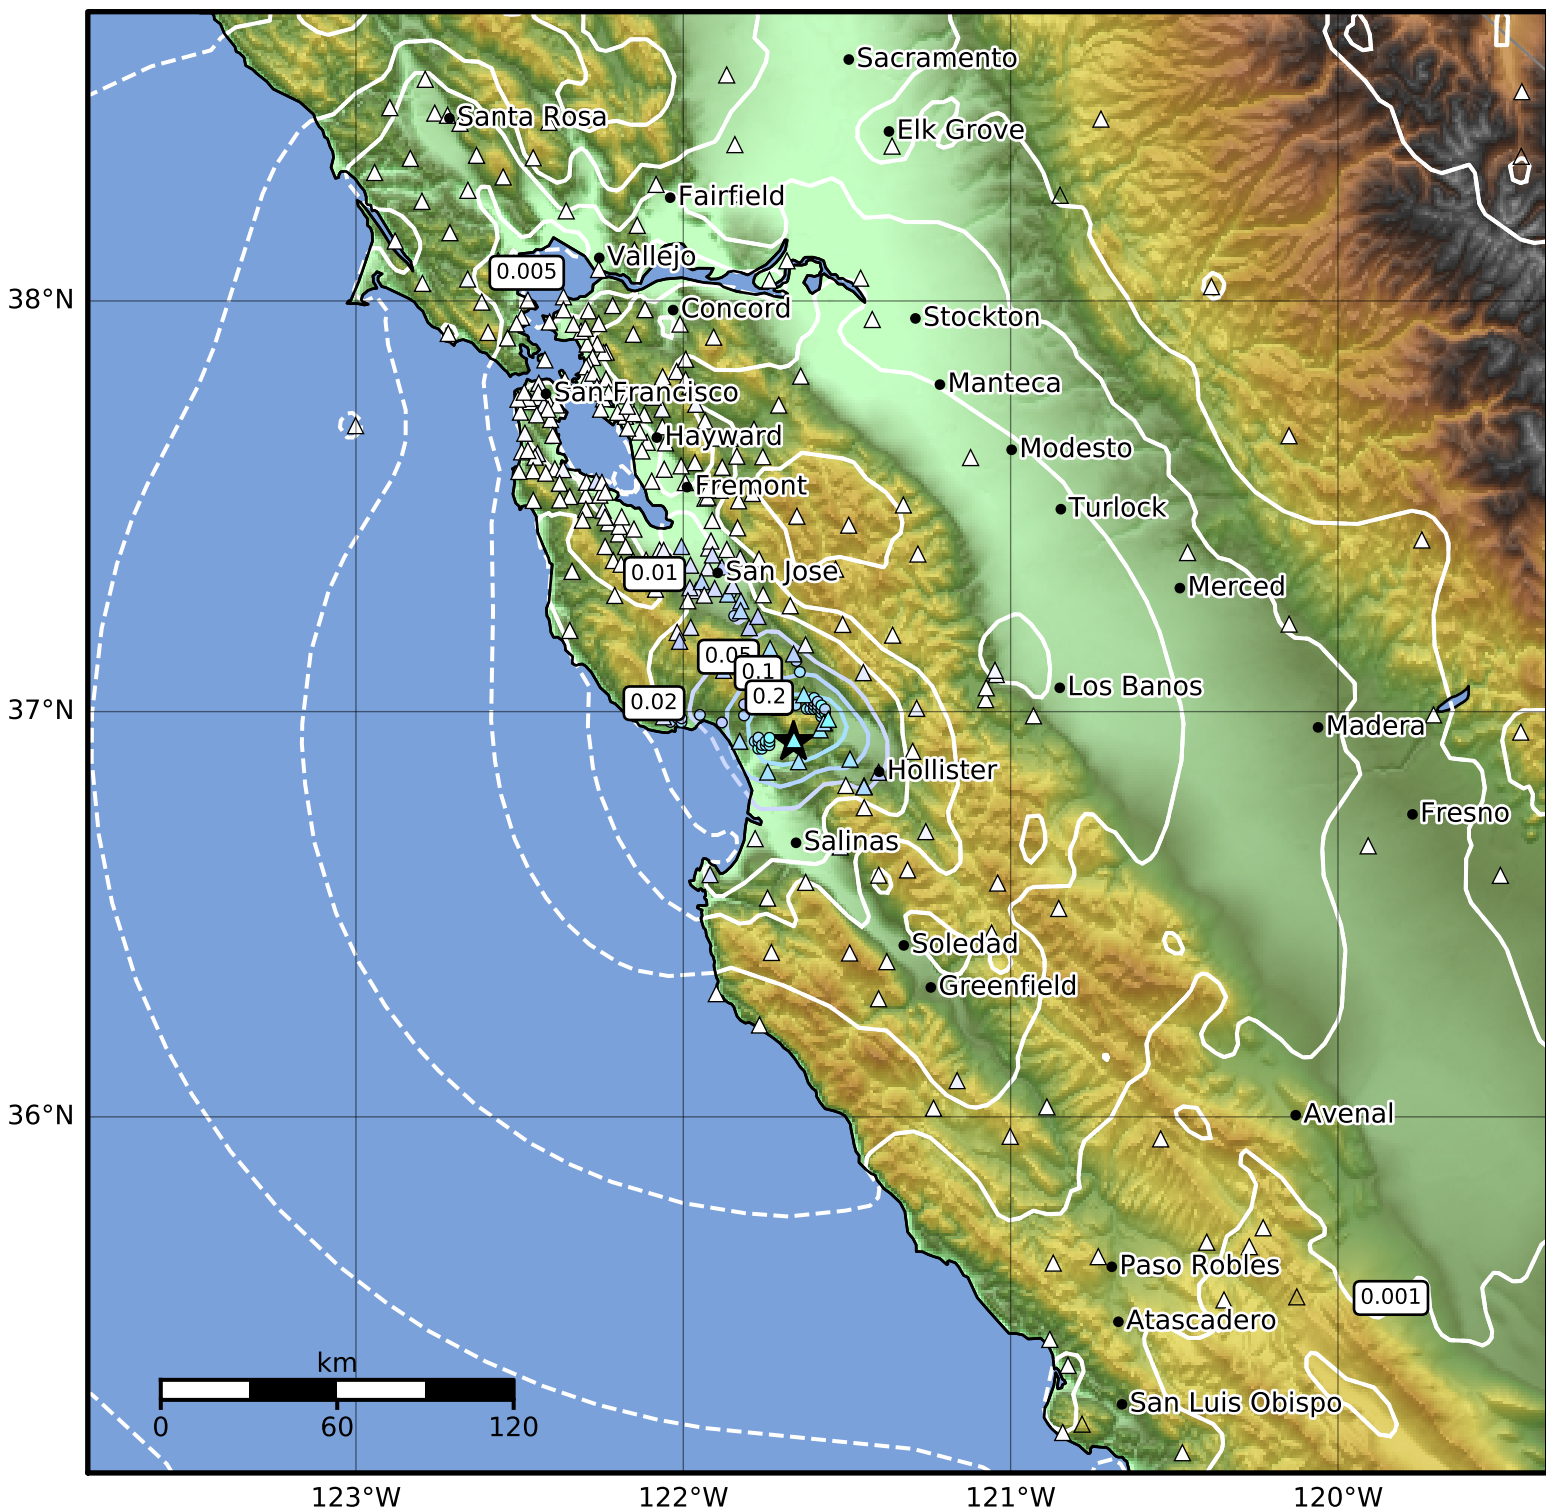 Sacramento
Santa Rosa
Elk Grove
Fairfield
Vallejo
0.005
38°N
Concord
Stockton
Manteca
San Francisco
Hayward
Modesto
Fremont
Turlock
0.01
San Jose
Merced
0.05
0.1
0.2
0.02
Los Banos
37°N
Madera
Hollister
Fresno
Salinas
Soledad
Greenfield
36°N
Avenal
Paso Robles
0.001
Atascadero
km
San Luis Obispo
0 60 120
123°W 122°W 121°W 120°W